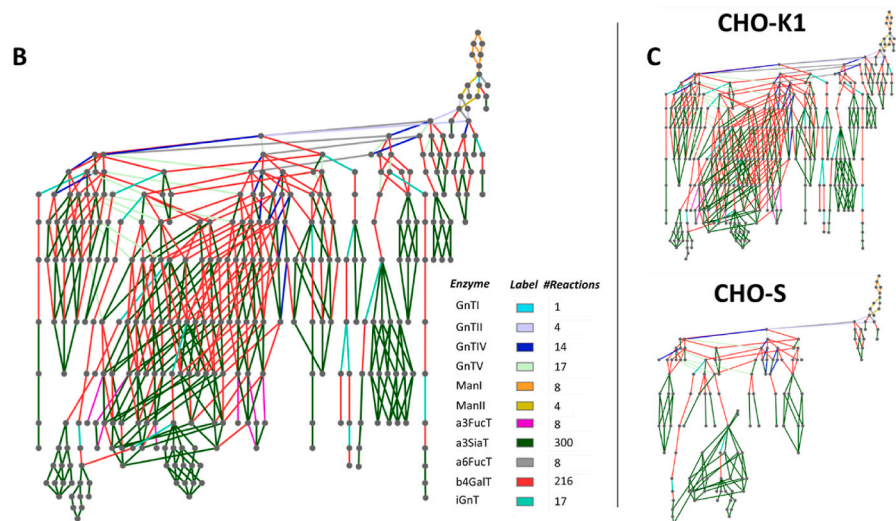 B
Enzyme Label #Reactions
GnTI 1
GnTII 4
GnTIV 14
GnTV 17
ManI 8
ManII 4
a3FucT 8
a3SiaT 300
a6FucT 8
b4GalT 216
iGnT 17
CHO-K1
C
CHO-S